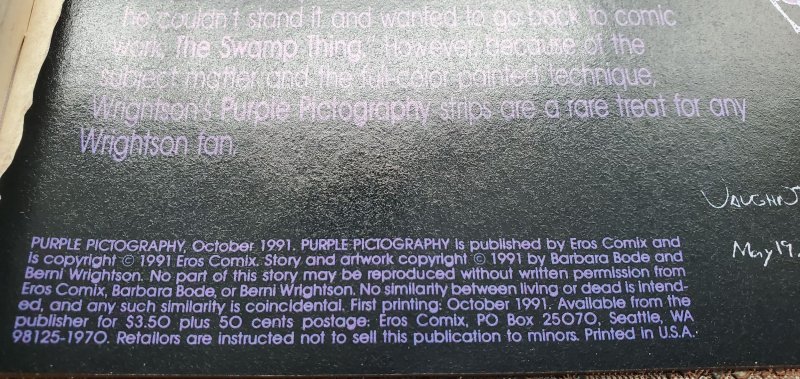 he couldn't stand it and wanted to go back to comic
work, The Swamp Thing." However, because of the
subject matter and the full-color painted technique,
Wrightson's Purple Pictography strips are a rare treat for any
Wrightson fan.
VAUGHN
May 19
PURPLE PICTOGRAPHY, October 1991. PURPLE PICTOGRAPHY is published by Eros Comix and
is copyright © 1991 Eros Comix. Story and artwork copyright © 1991 by Barbara Bode and
Berni Wrightson. No part of this story may be reproduced without written permission from
Eros Comix, Barbara Bode, or Berni Wrightson. No similarity between living or dead is intend-
ed, and any such similarity is coincidental. First printing: October 1991. Available from the
publisher for $3.50 plus 50 cents postage: Eros Comix, PO Box 25070, Seattle, WA
98125-1970. Retailers are instructed not to sell this publication to minors. Printed in U.S.A.